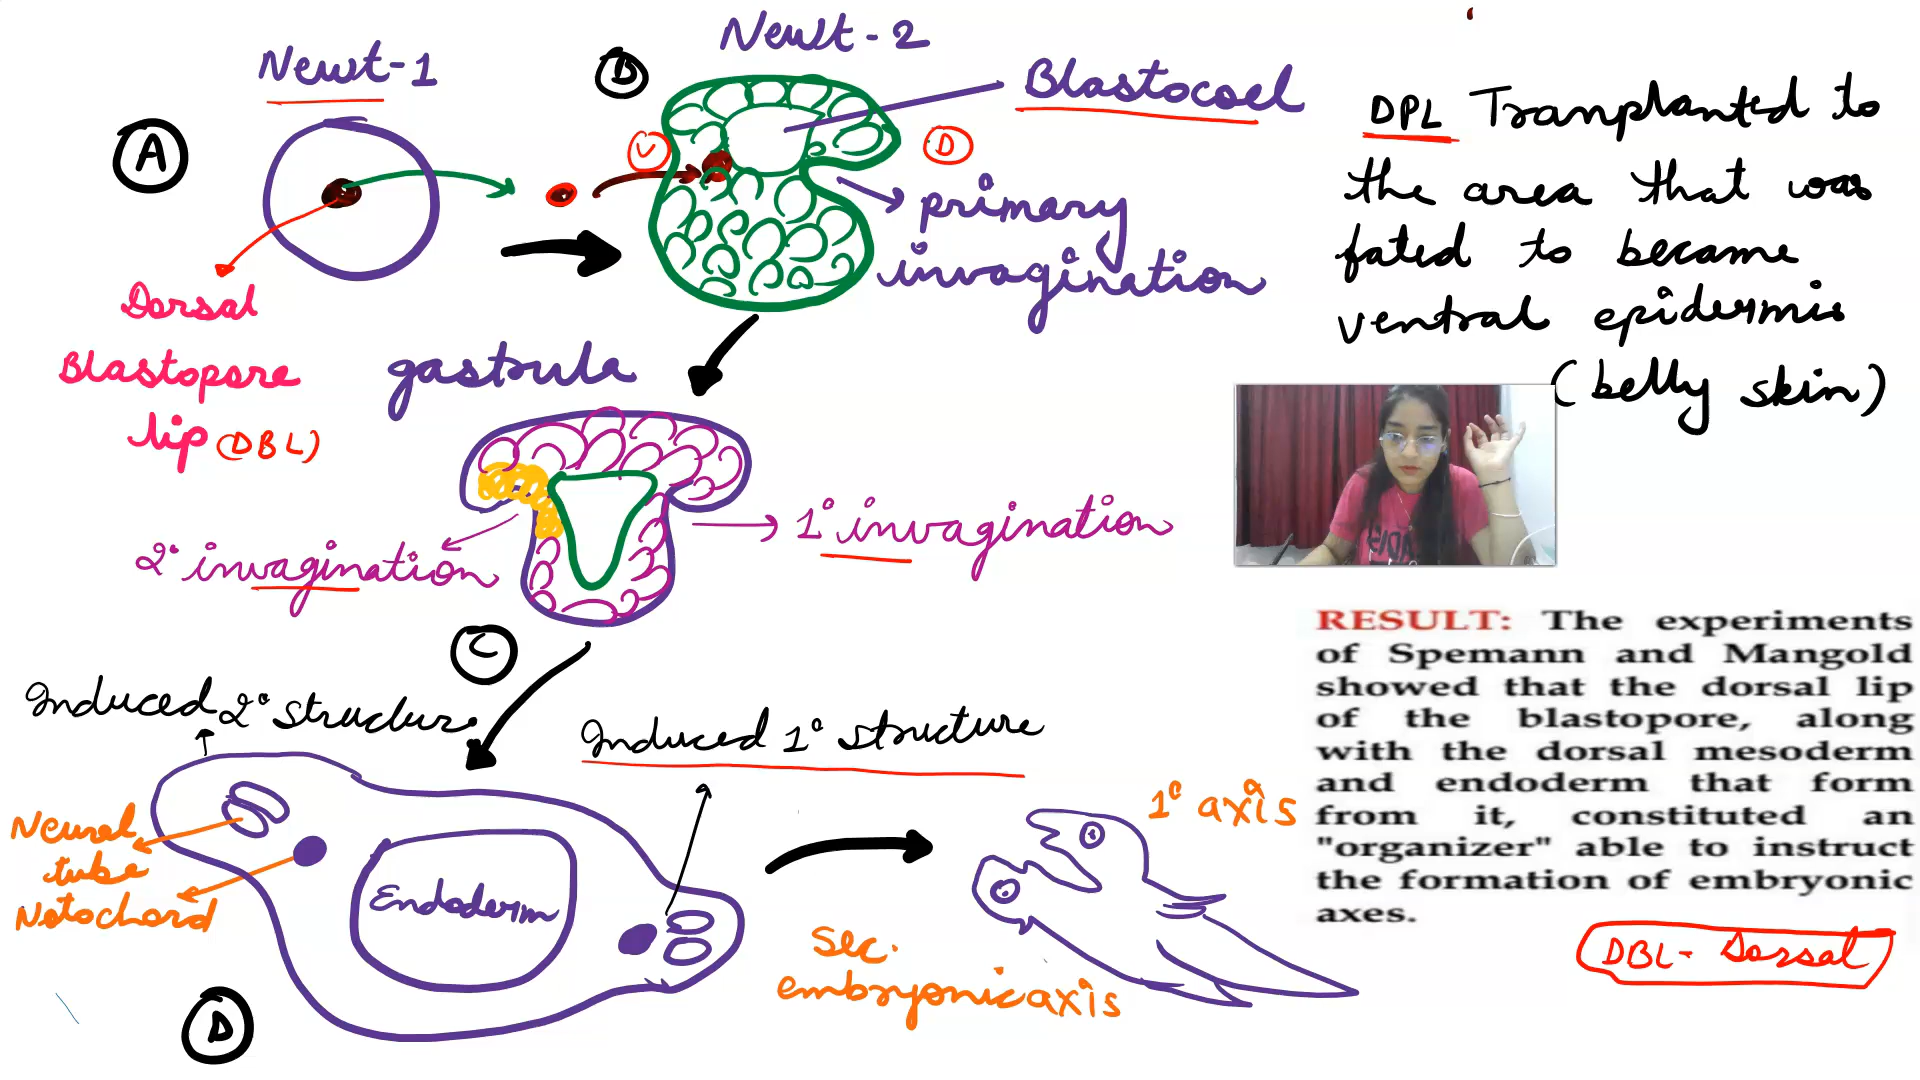 Newt-1
Newt-2
A
B
V
D
Blastocoel
primary
invagination
Dorsal
Blastopore
lip (DBL)
gastrula
DPL Tranplanted to
the area that was
fated to became
ventral epidermis
(belly skin)
1° invagination
2° invagination
C
Induced 2° structur.
Induced 1° structure
Neural
tube
Notochord
Endoderm
D
1° axis
Sec.
embryonic axis
RESULT: The experiments
of Spemann and Mangold
showed that the dorsal lip
of the blastopore, along
with the dorsal mesoderm
and endoderm that form
from it, constituted an
"organizer" able to instruct
the formation of embryonic
axes.
DBL- Dorsal